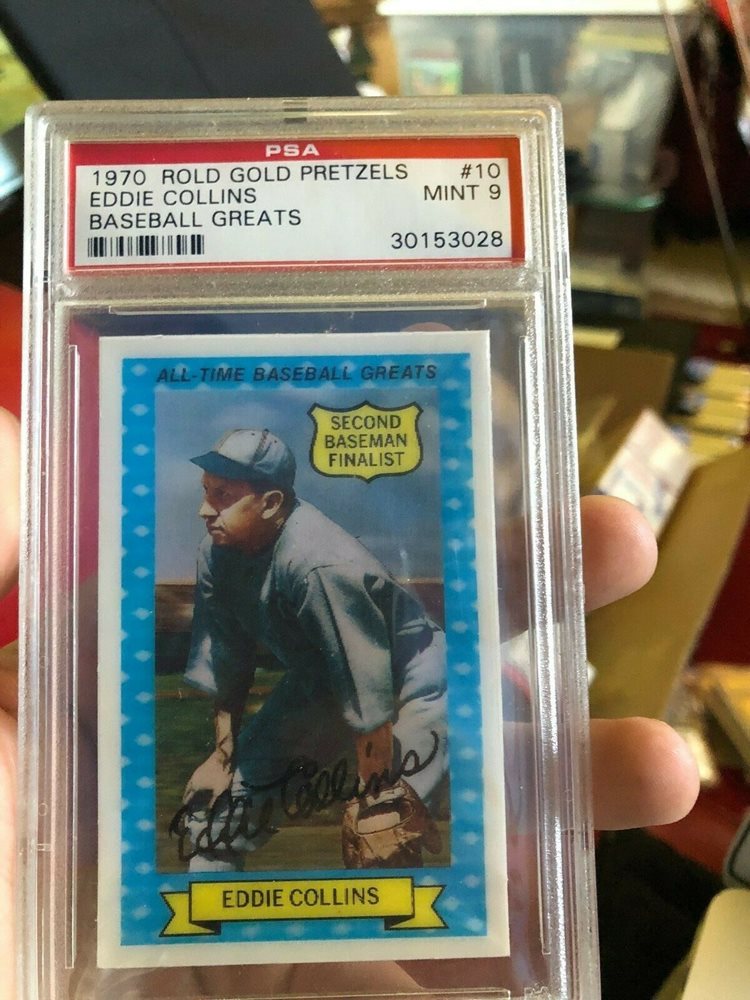 PSA
1970 ROLD GOLD PRETZELS #10
EDDIE COLLINS MINT 9
BASEBALL GREATS
30153028
ALL-TIME BASEBALL GREATS
SECOND
BASEMAN
FINALIST
Eddie Collins
EDDIE COLLINS